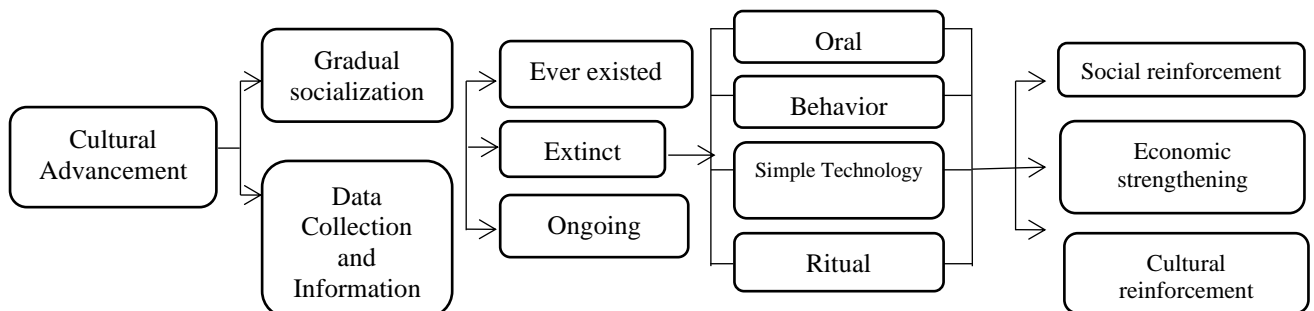 Cultural
Advancement
Gradual
socialization
Data
Collection
and
Information
Ever existed
Extinct
Ongoing
Oral
Behavior
Simple Technology
Ritual
Social reinforcement
Economic
strengthening
Cultural
reinforcement